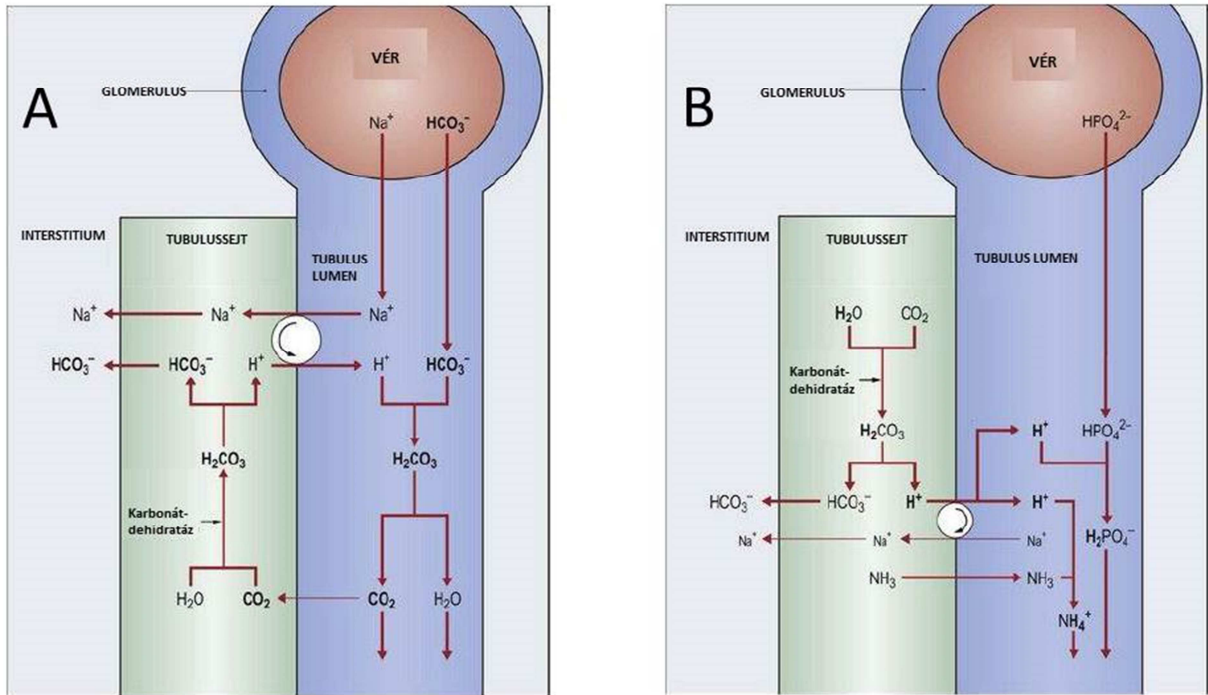 A
VÉR
GLOMERULUS
Na⁺ HCO₃⁻
INTERSTITIUM
TUBULUSSEJT
TUBULUS
LUMEN
Na⁺ Na⁺ Na⁺
HCO₃⁻ HCO₃⁻ H⁺ H⁺ HCO₃⁻
H₂CO₃ H₂CO₃
Karbonát-
dehidratáz
H₂O CO₂ CO₂ H₂O
B
VÉR
GLOMERULUS
HPO₄²⁻
INTERSTITIUM
TUBULUSSEJT
TUBULUS LUMEN
H₂O CO₂
Karbonát-
dehidratáz
H₂CO₃ H⁺ HPO₄²⁻
HCO₃⁻ HCO₃⁻ H⁺ H⁺
Na⁺ Na⁺ Na⁺ H₂PO₄⁻
NH₃ NH₃
NH₄⁺